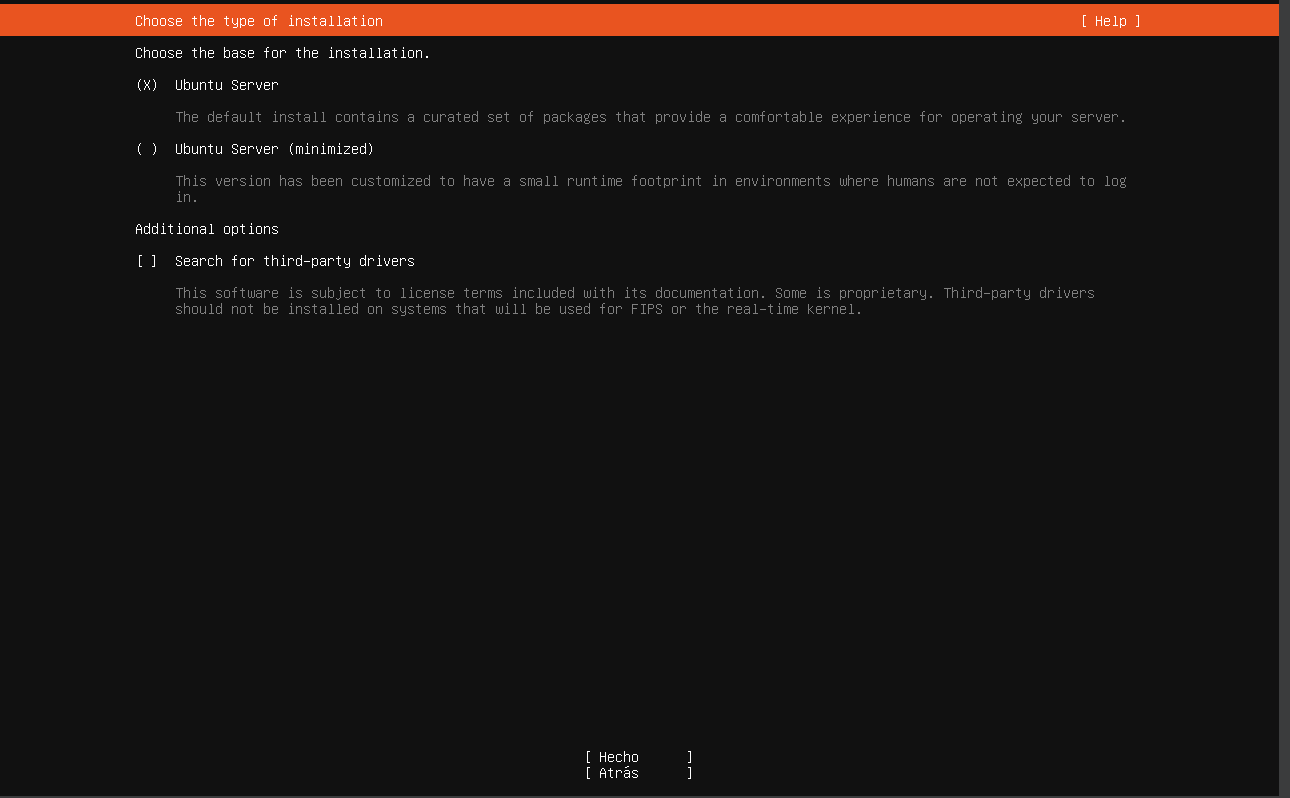 Choose the type of installation [ Help ]
Choose the base for the installation.
(X) Ubuntu Server
The default install contains a curated set of packages that provide a comfortable experience for operating your server.
( ) Ubuntu Server (minimized)
This version has been customized to have a small runtime footprint in environments where humans are not expected to log
in.
Additional options
[ ] Search for third-party drivers
This software is subject to license terms included with its documentation. Some is proprietary. Third-party drivers
should not be installed on systems that will be used for FIPS or the real-time kernel.
[ Hecho ]
[ Atrás ]